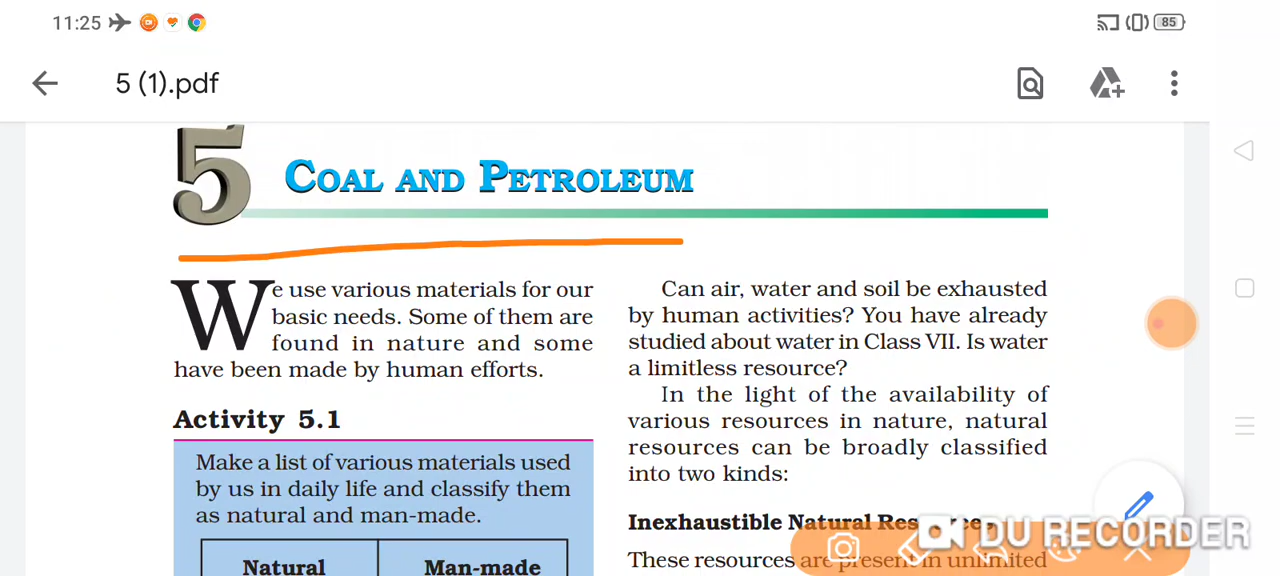 11:25
85
5 (1).pdf
5 COAL AND PETROLEUM
We use various materials for our
basic needs. Some of them are
found in nature and some
have been made by human efforts.
Activity 5.1
Make a list of various materials used
by us in daily life and classify them
as natural and man-made.
Natural Man-made
Can air, water and soil be exhausted
by human activities? You have already
studied about water in Class VII. Is water
a limitless resource?
In the light of the availability of
various resources in nature, natural
resources can be broadly classified
into two kinds:
Inexhaustible Natural Resources
These resources are present in unlimited
DU RECORDER